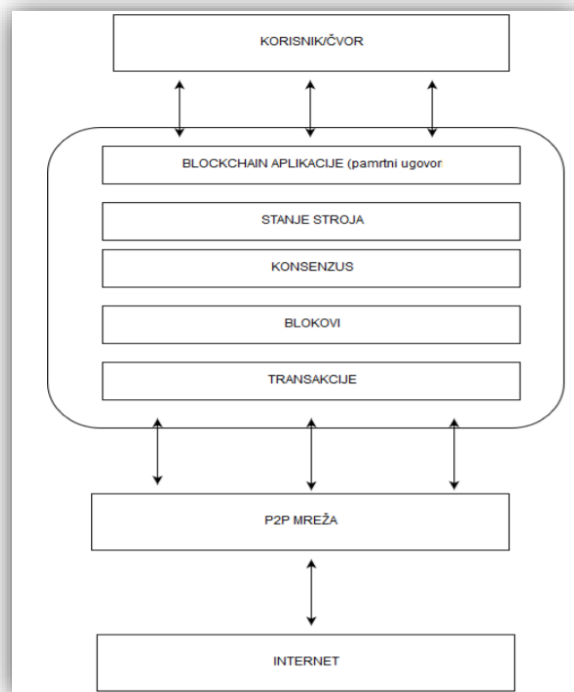 KORISNIK/ČVOR
BLOCKCHAIN APLIKACIJE (pamrtni ugovor
STANJE STROJA
KONSENZUS
BLOKOVI
TRANSAKCIJE
P2P MREŽA
INTERNET